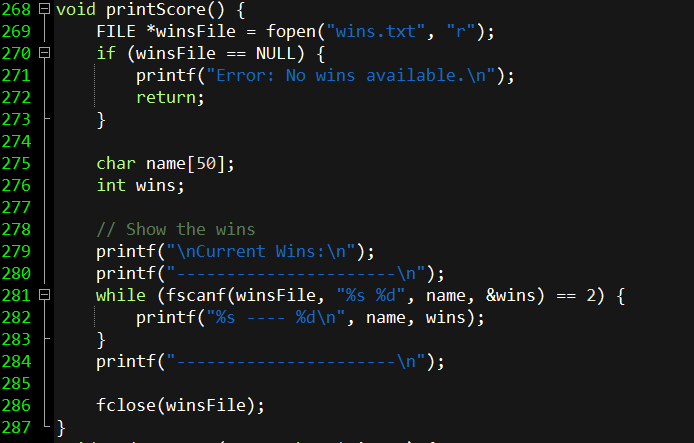 268 void printScore() {
269 FILE *winsFile = fopen("wins.txt", "r");
270 if (winsFile == NULL) {
271 printf("Error: No wins available.\n");
272 return;
273 }
274
275 char name[50];
276 int wins;
277
278 // Show the wins
279 printf("\nCurrent Wins:\n");
280 printf("----------------------\n");
281 while (fscanf(winsFile, "%s %d", name, &wins) == 2) {
282 printf("%s ---- %d\n", name, wins);
283 }
284 printf("----------------------\n");
285
286 fclose(winsFile);
287 }